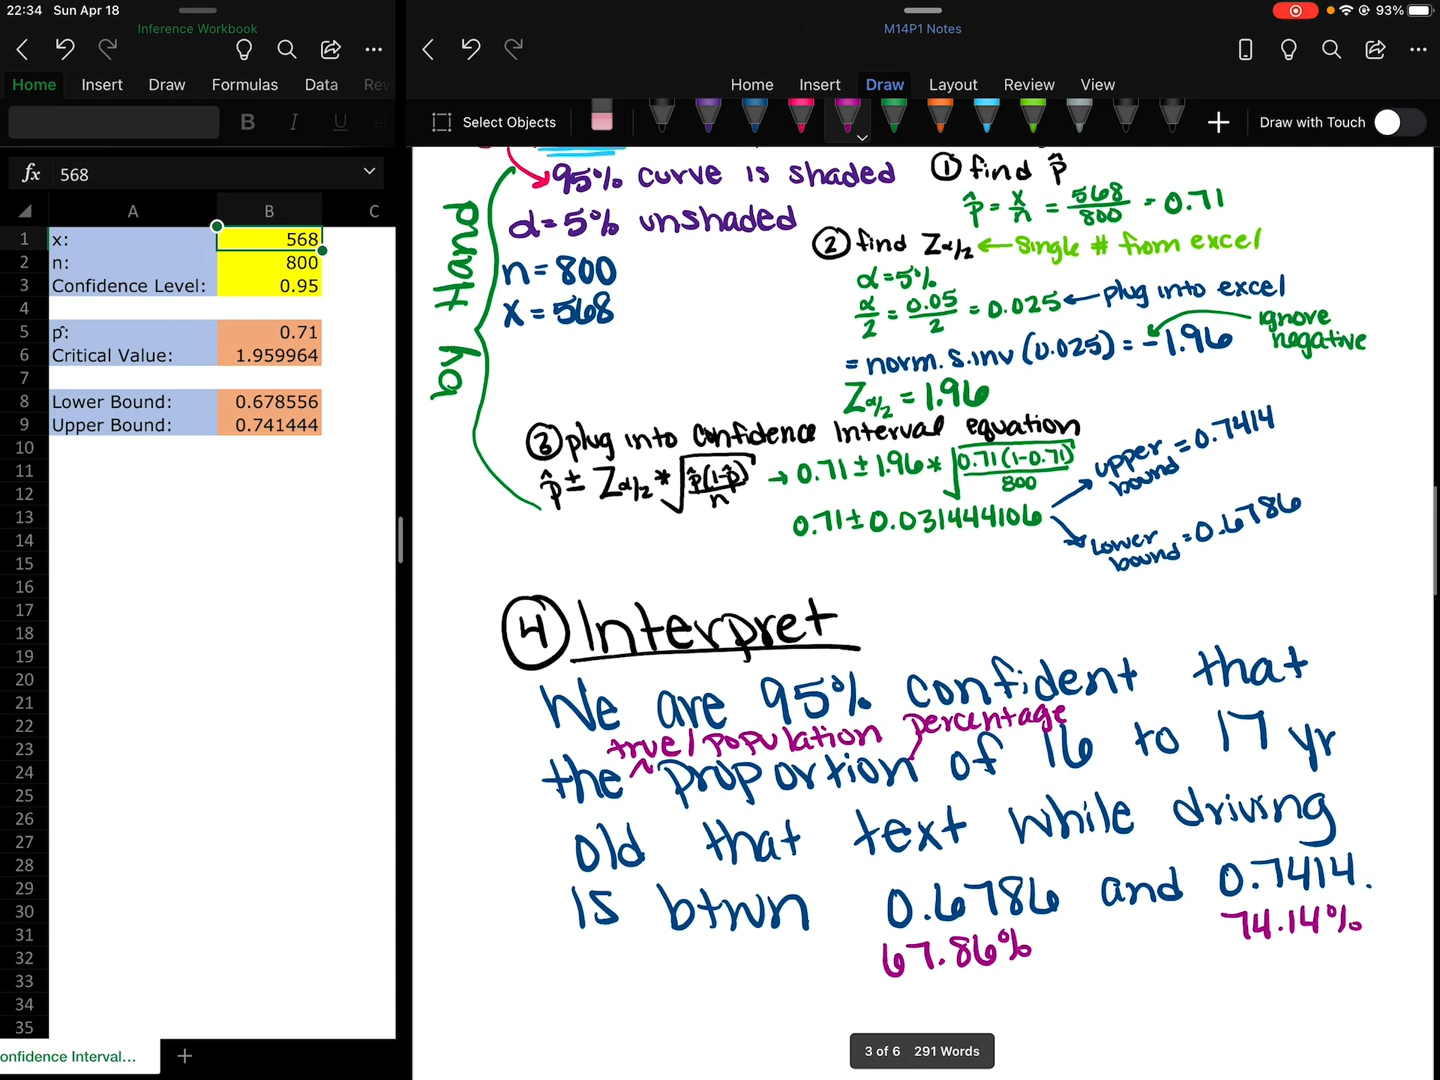 22:34 Sun Apr 18
93%
Inference Workbook
M14P1 Notes
Home Insert Draw Formulas Data Rev
Home Insert Draw Layout Review View
B I U
Select Objects
Draw with Touch
fx 568
A B C
1 x: 568
2 n: 800
3 Confidence Level: 0.95
4
5 p̂: 0.71
6 Critical Value: 1.959964
7
8 Lower Bound: 0.678556
9 Upper Bound: 0.741444
10
11
12
13
14
15
16
17
18
19
20
21
22
23
24
25
26
27
28
29
30
31
32
33
34
35
onfidence Interval...
by Hand
95% curve is shaded
α=5% unshaded
n=800
x=568
① find p̂
p̂ = x/n = 568/800 = 0.71
② find Zα/2 ← single # from excel
α=5%
α/2 = 0.05/2 = 0.025 ← plug into excel
= norm.s.inv (0.025) = -1.96
ignore
negative
Zα/2 = 1.96
③ plug into Confidence Interval equation
p̂ ± Zα/2 * √p̂(1-p̂)/n → 0.71 ± 1.96 * √0.71(1-0.71)/800
0.71 ± 0.031444106
upper
bound = 0.7414
lower
bound = 0.6786
④ Interpret
We are 95% confident that
true/population percentage
the ^ proportion of 16 to 17 yr
old that text while driving
is btwn 0.6786 and 0.7414.
67.86% 74.14%
3 of 6 291 Words